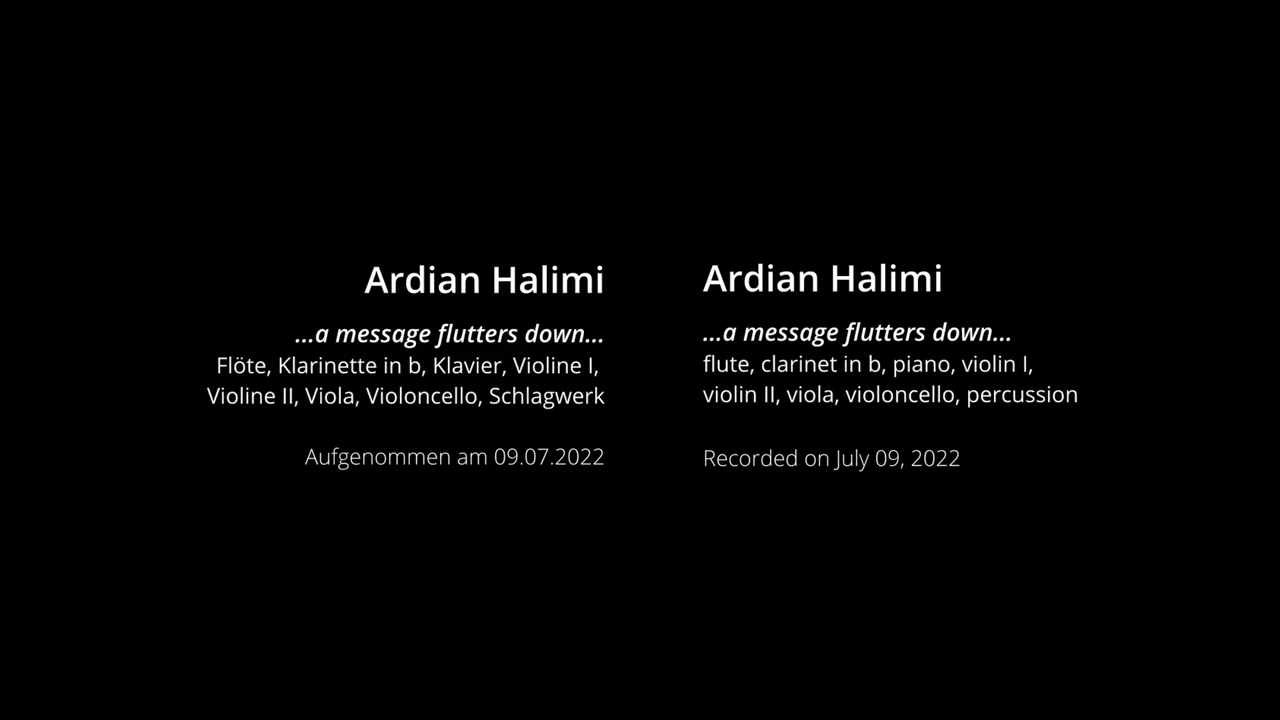 Ardian Halimi
...a message flutters down...
Flöte, Klarinette in b, Klavier, Violine I,
Violine II, Viola, Violoncello, Schlagwerk
Aufgenommen am 09.07.2022
Ardian Halimi
...a message flutters down...
flute, clarinet in b, piano, violin I,
violin II, viola, violoncello, percussion
Recorded on July 09, 2022